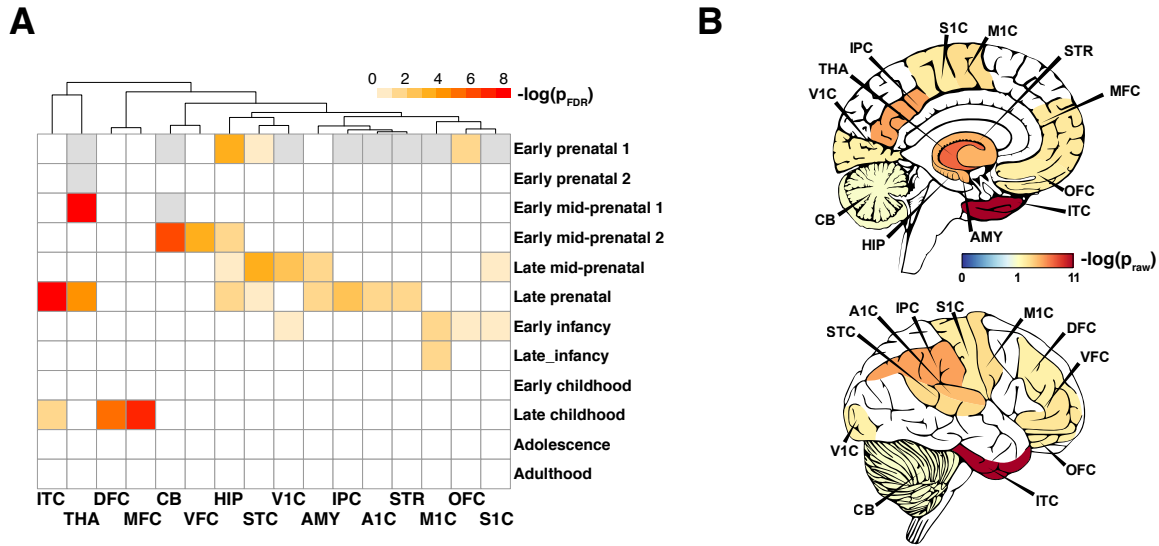 A
0 2 4 6 8
-log(pFDR)
Early prenatal 1
Early prenatal 2
Early mid-prenatal 1
Early mid-prenatal 2
Late mid-prenatal
Late prenatal
Early infancy
Late_infancy
Early childhood
Late childhood
Adolescence
Adulthood
ITC DFC CB HIP V1C IPC STR OFC
THA MFC VFC STC AMY A1C M1C S1C
B
S1C M1C
IPC STR
THA
V1C MFC
OFC
CB ITC
HIP AMY
-log(praw)
0 1 11
A1C IPC S1C M1C
STC DFC
VFC
V1C
OFC
CB ITC